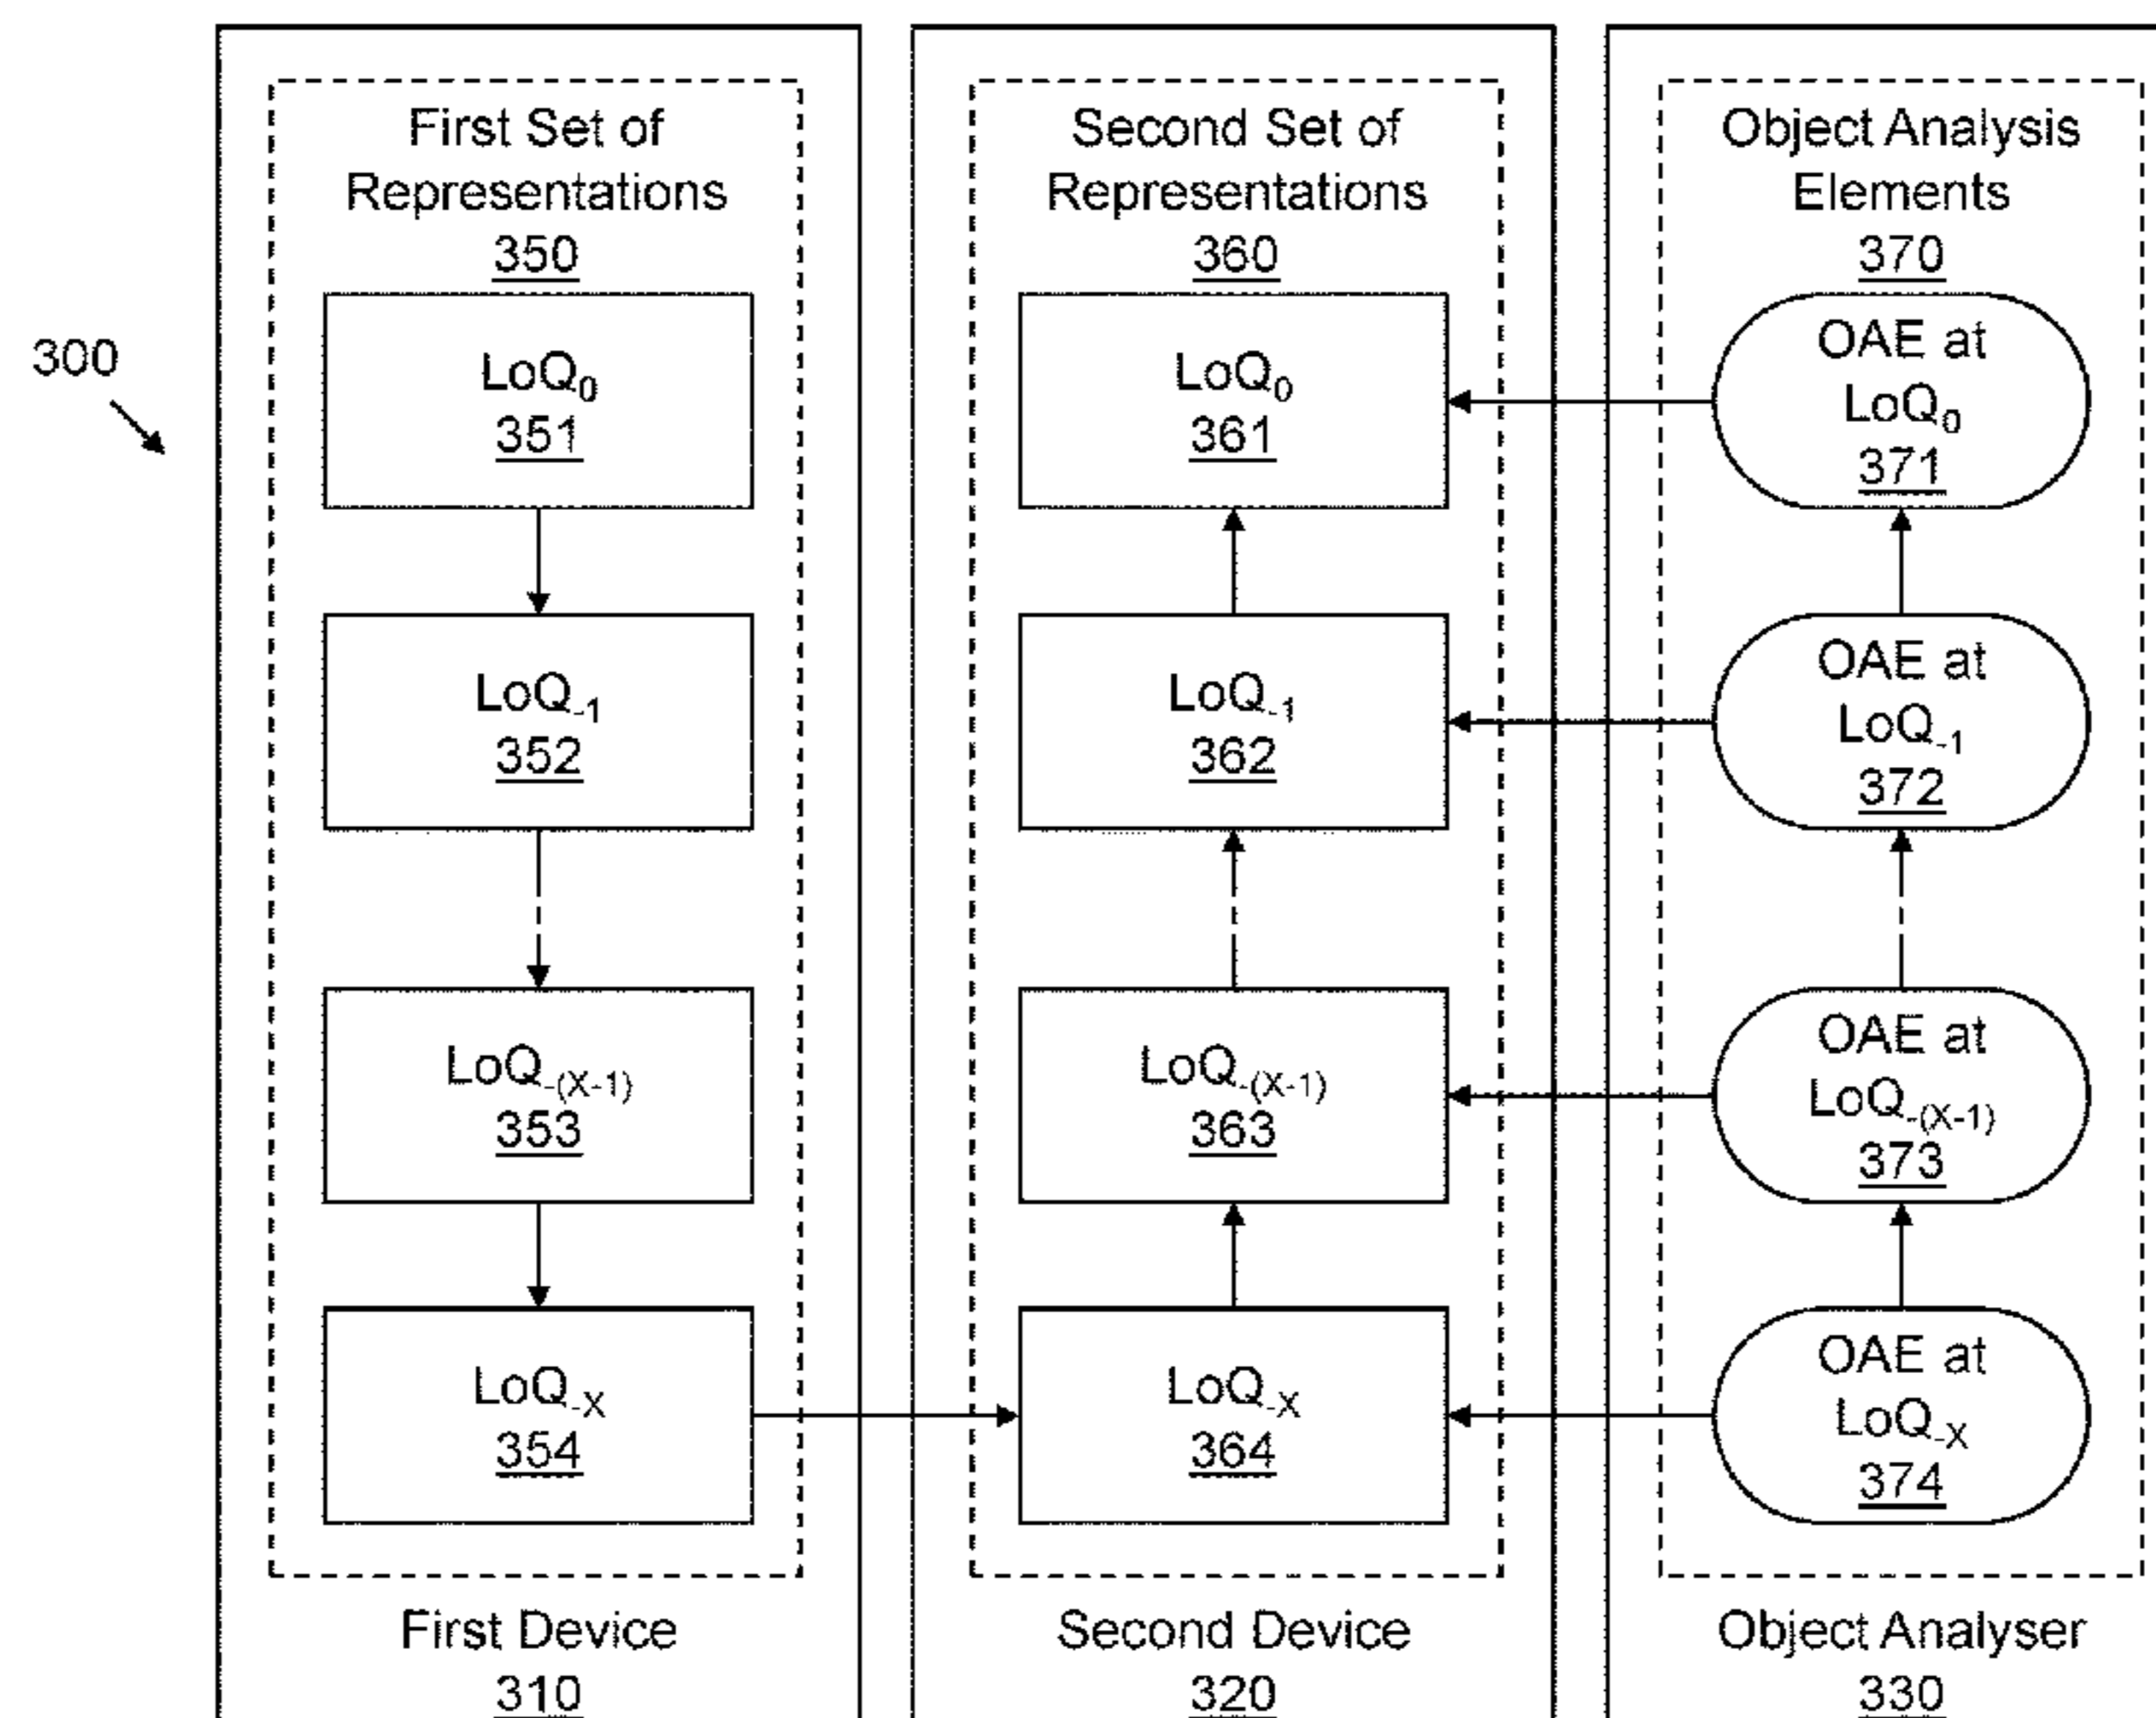 300
First Set of
Representations
350
LoQ₀
351
LoQ₋₁
352
LoQ₋₍X₋₁₎
353
LoQ₋X
354
First Device
310
Second Set of
Representations
360
LoQ₀
361
LoQ₋₁
362
LoQ₋₍X₋₁₎
363
LoQ₋X
364
Second Device
320
Object Analysis
Elements
370
OAE at
LoQ₀
371
OAE at
LoQ₋₁
372
OAE at
LoQ₋₍X₋₁₎
373
OAE at
LoQ₋X
374
Object Analyser
330